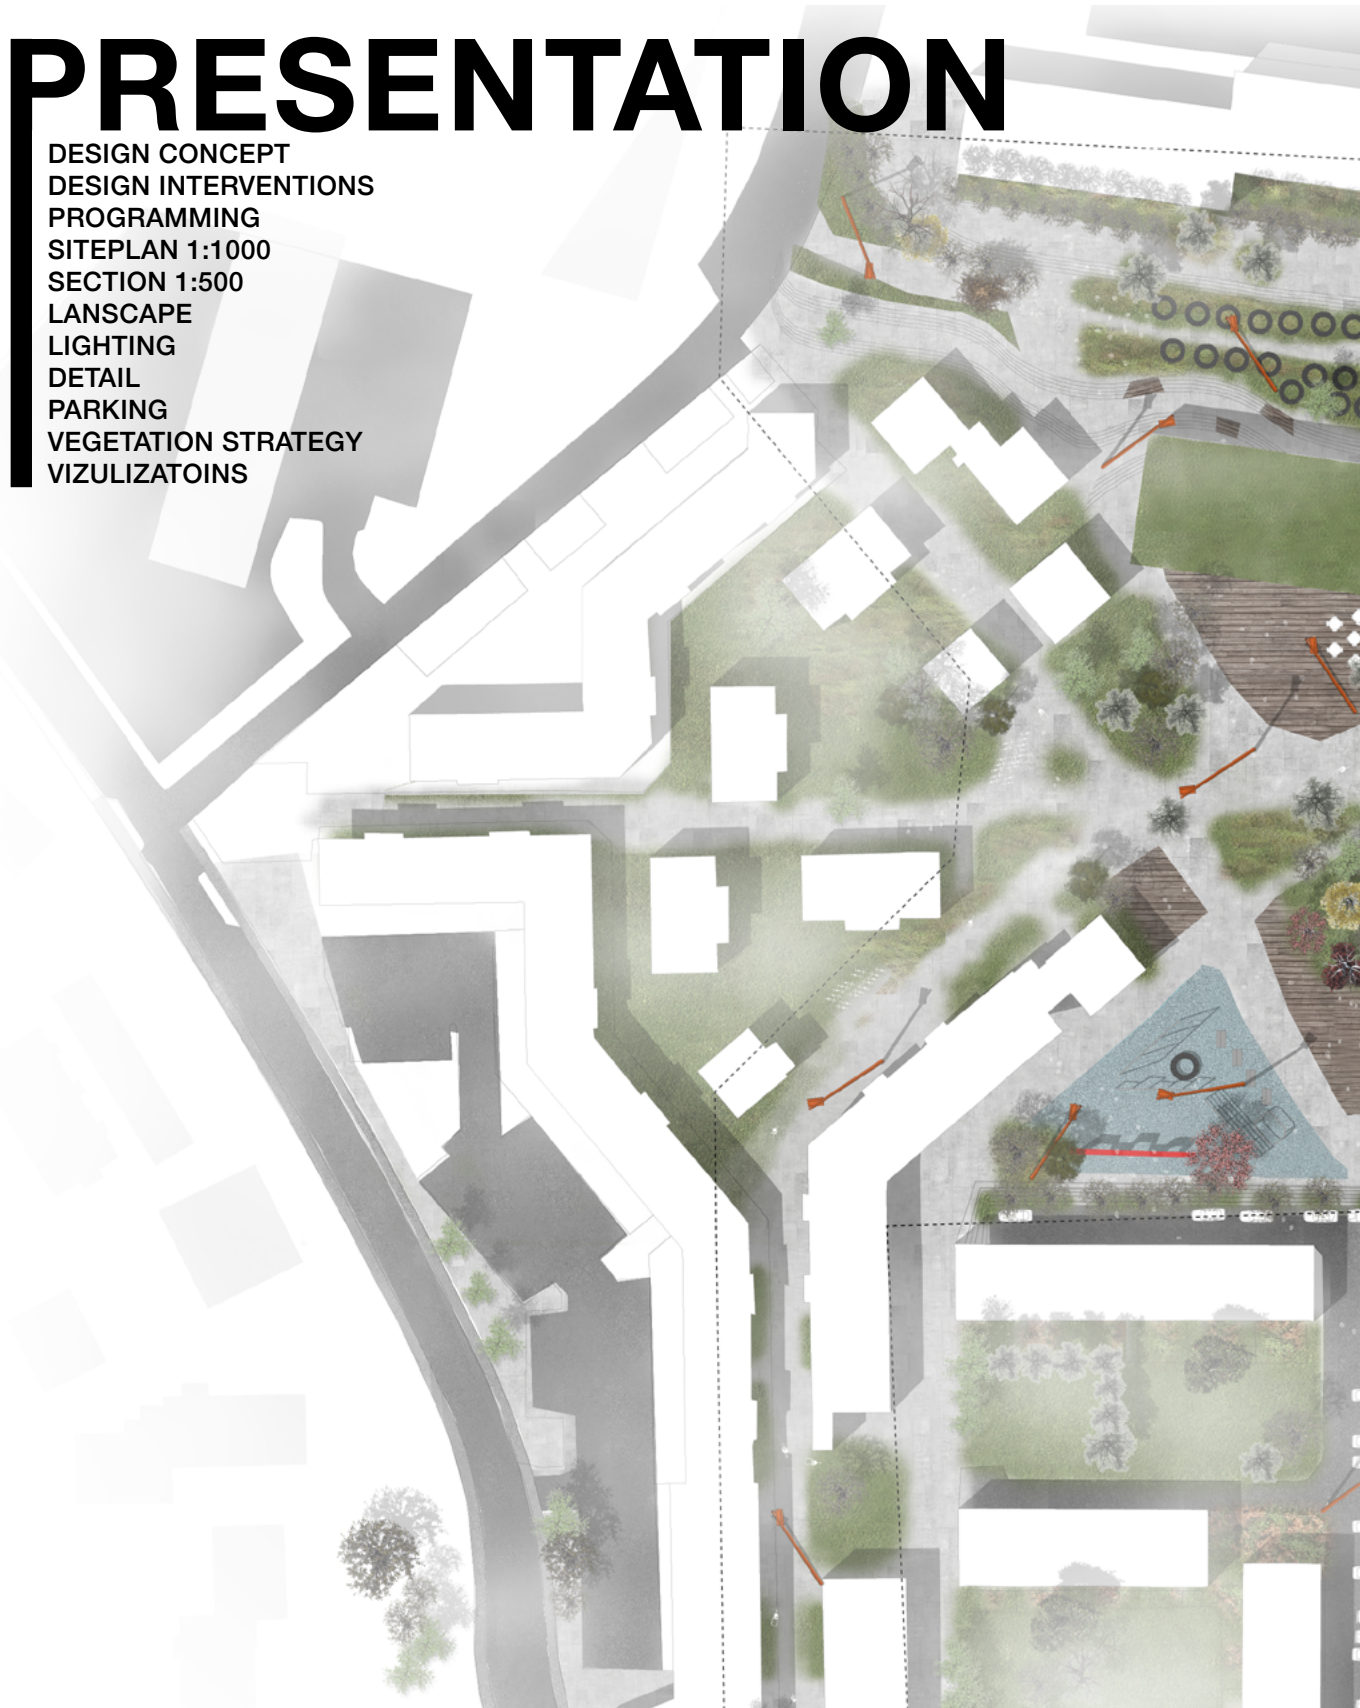 PRESENTATION
DESIGN CONCEPT
DESIGN INTERVENTIONS
PROGRAMMING
SITEPLAN 1:1000
SECTION 1:500
LANSCAPE
LIGHTING
DETAIL
PARKING
VEGETATION STRATEGY
VIZULIZATOINS